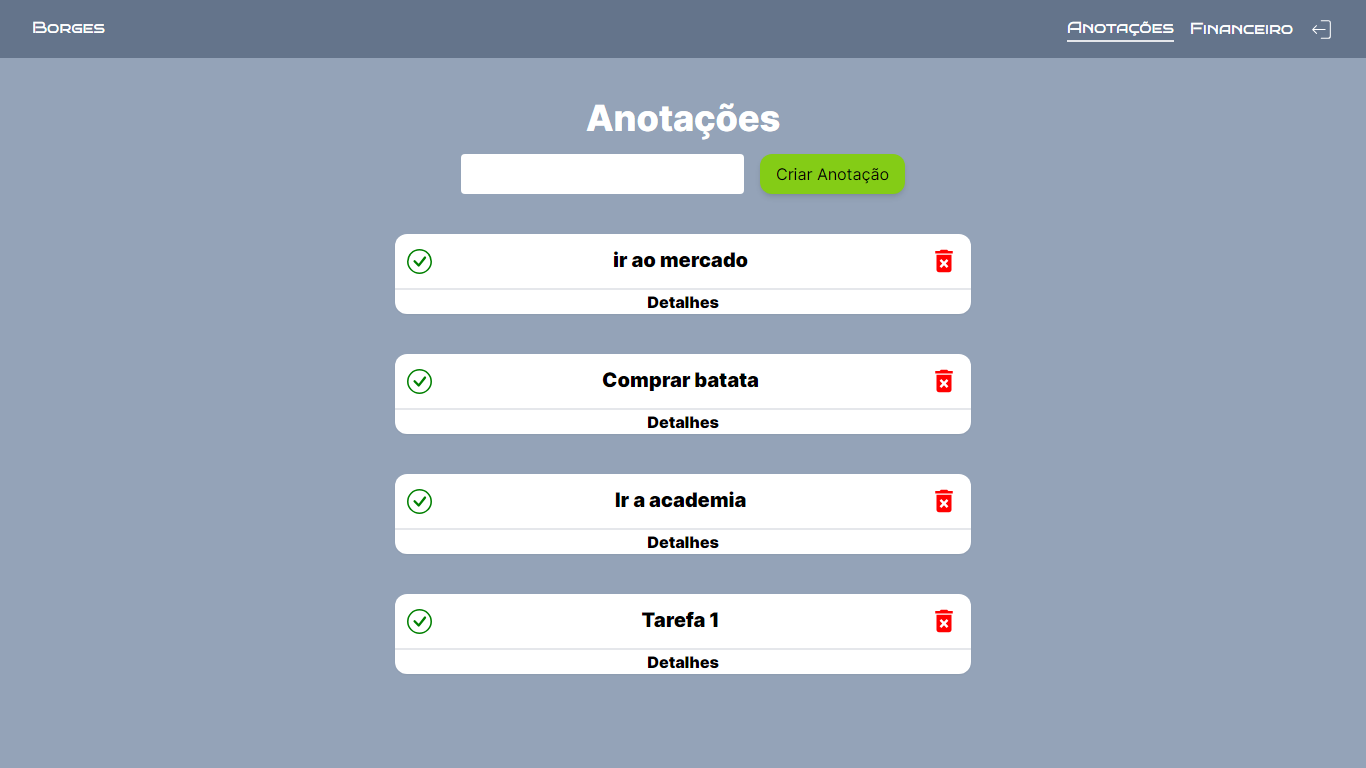 Borges
Anotações
Financeiro
Anotações
Criar Anotação
ir ao mercado
Detalhes
Comprar batata
Detalhes
Ir a academia
Detalhes
Tarefa 1
Detalhes